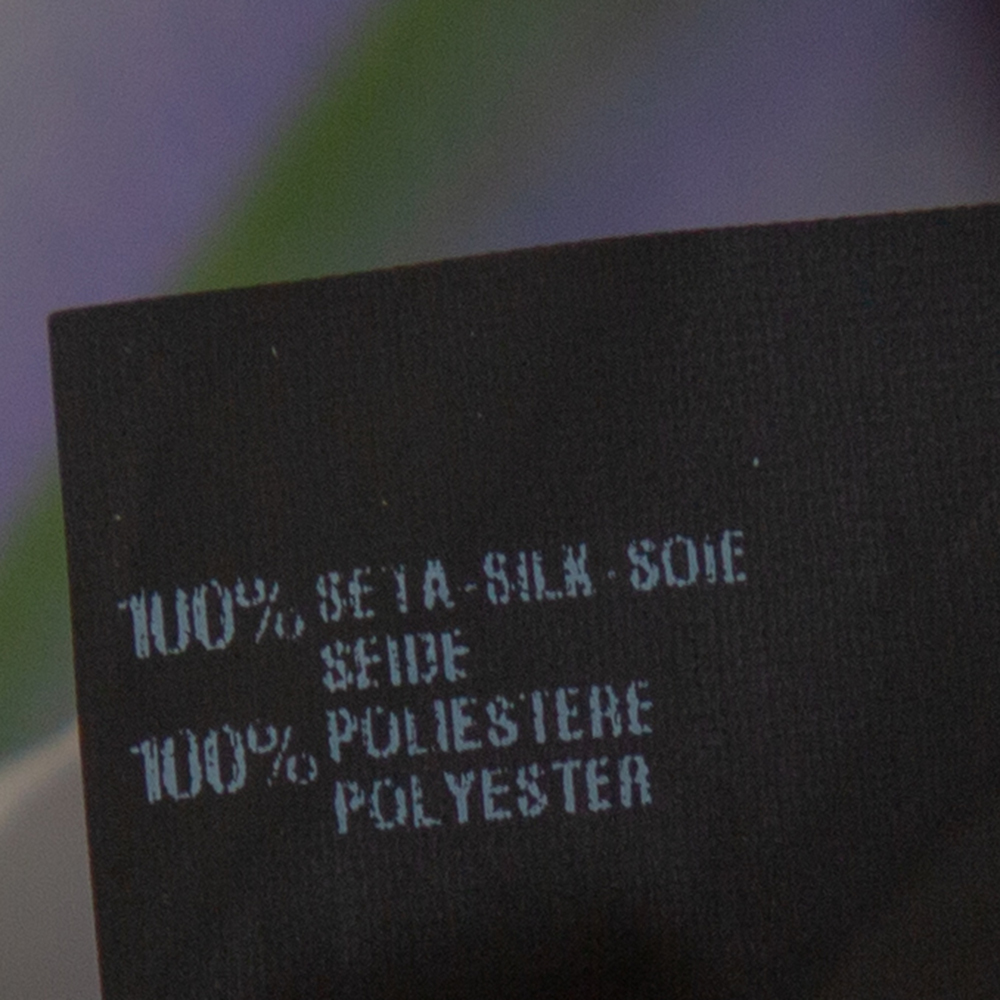 100% SETA-SILK-SOIE
SEIDE
100% POLIESTERE
POLYESTER